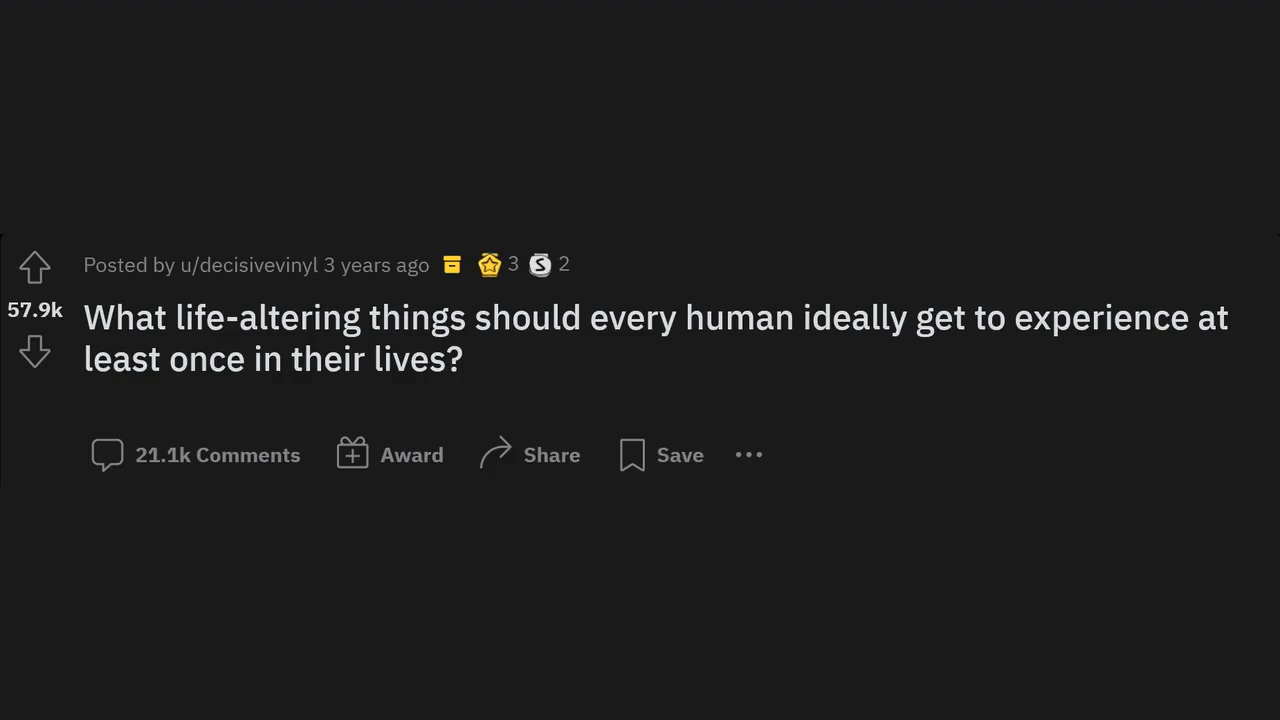 Posted by u/decisivevinyl 3 years ago 3 S 2
57.9k
What life-altering things should every human ideally get to experience at
least once in their lives?
21.1k Comments Award Share Save